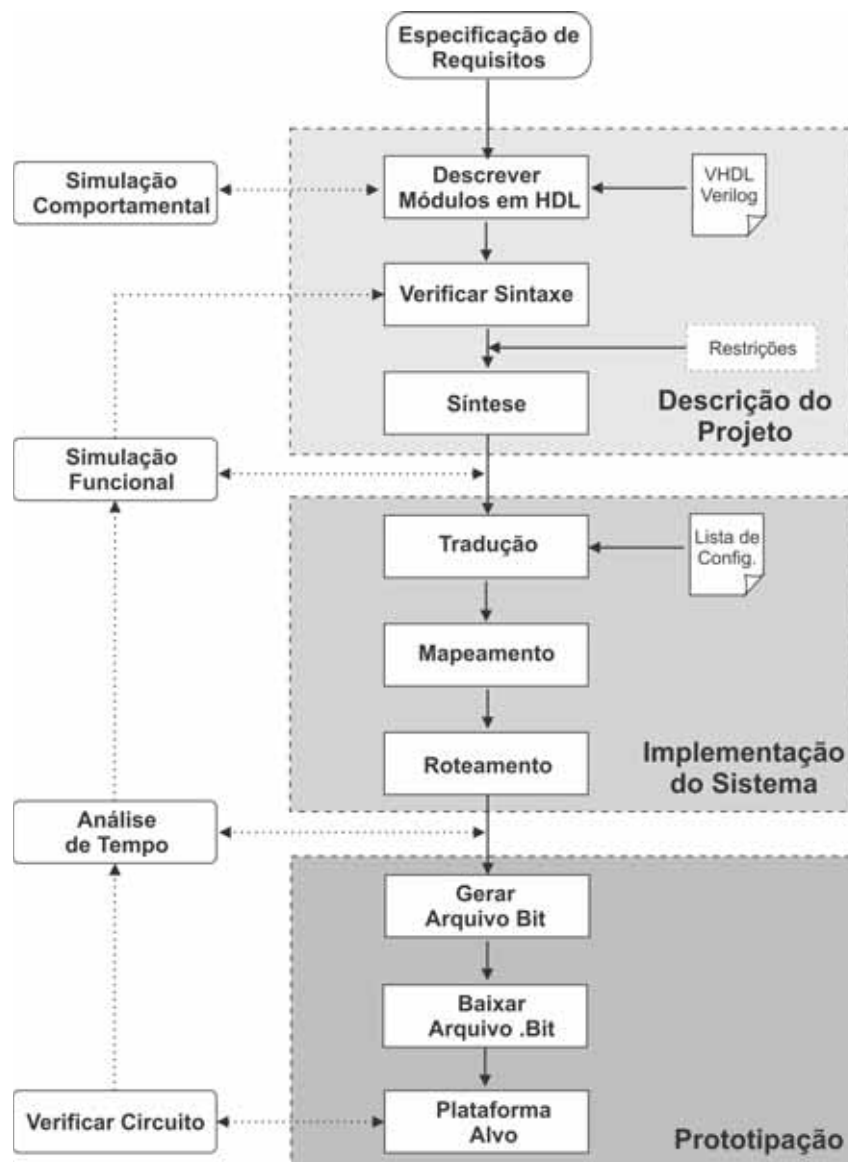 Especificação de
Requisitos
Simulação
Comportamental
Descrever
Módulos em HDL
VHDL
Verilog
Verificar Sintaxe
Restrições
Síntese
Descrição do
Projeto
Simulação
Funcional
Tradução
Lista de
Config.
Mapeamento
Roteamento
Implementação
do Sistema
Análise
de Tempo
Gerar
Arquivo Bit
Baixar
Arquivo .Bit
Verificar Circuito
Plataforma
Alvo
Prototipação